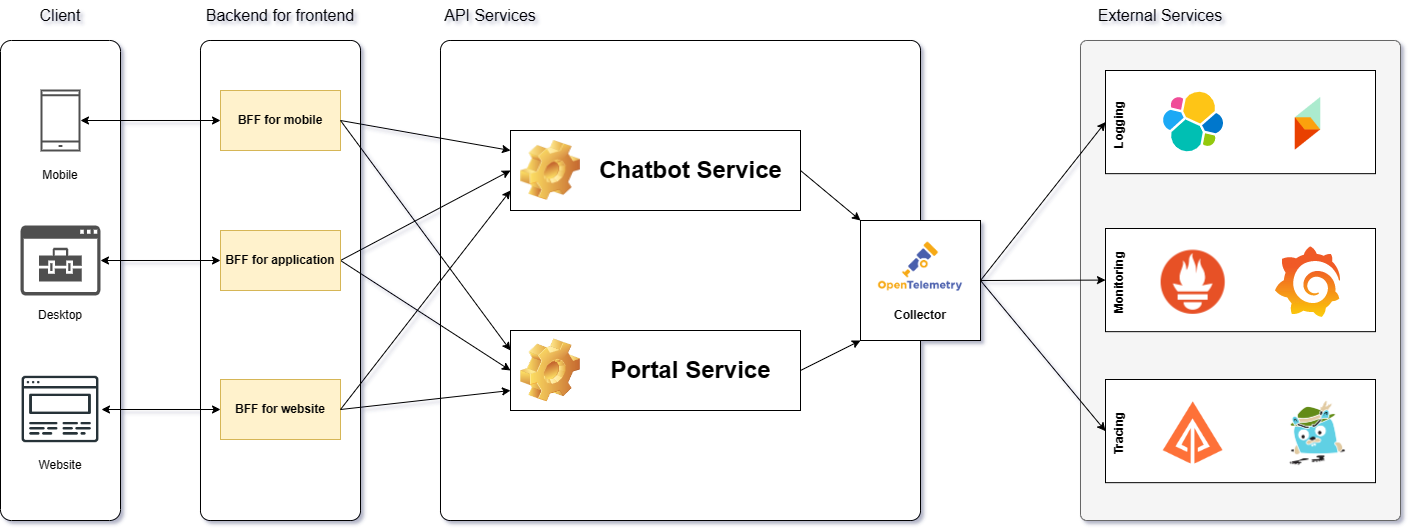 Client
Backend for frontend
API Services
External Services
Mobile
Desktop
Website
BFF for mobile
BFF for application
BFF for website
Chatbot Service
Portal Service
OpenTelemetry
Collector
Logging
Monitoring
Tracing